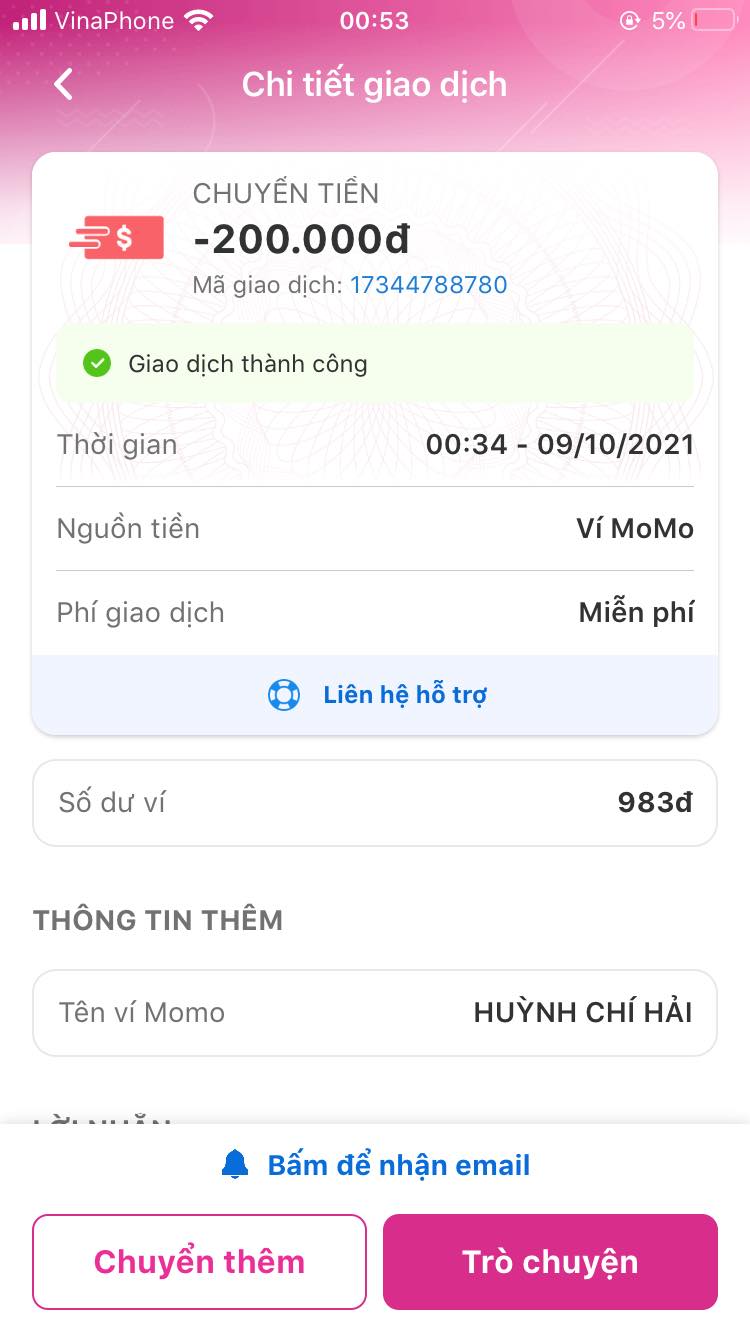 VinaPhone 00:53 5%
Chi tiết giao dịch
CHUYỂN TIỀN
$ -200.000đ
Mã giao dịch: 17344788780
Giao dịch thành công
Thời gian 00:34 - 09/10/2021
Nguồn tiền Ví MoMo
Phí giao dịch Miễn phí
Liên hệ hỗ trợ
Số dư ví 983đ
THÔNG TIN THÊM
Tên ví Momo HUỲNH CHÍ HẢI
LỜI NHẮN
Bấm để nhận email
Chuyển thêm Trò chuyện